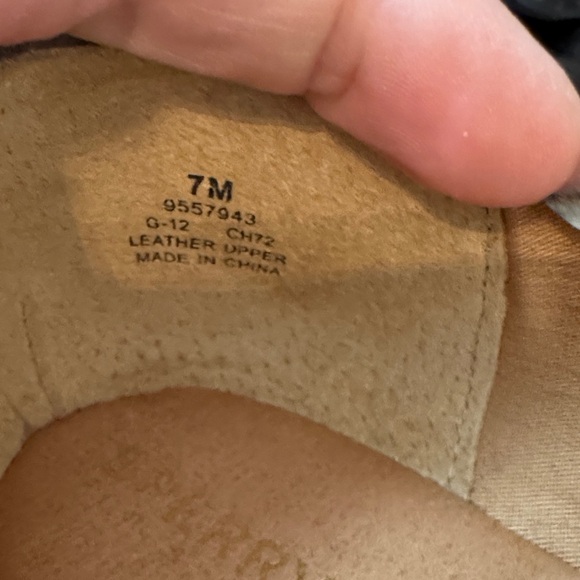 7M
9557943
G-12 CH72
LEATHER UPPER
MADE IN CHINA